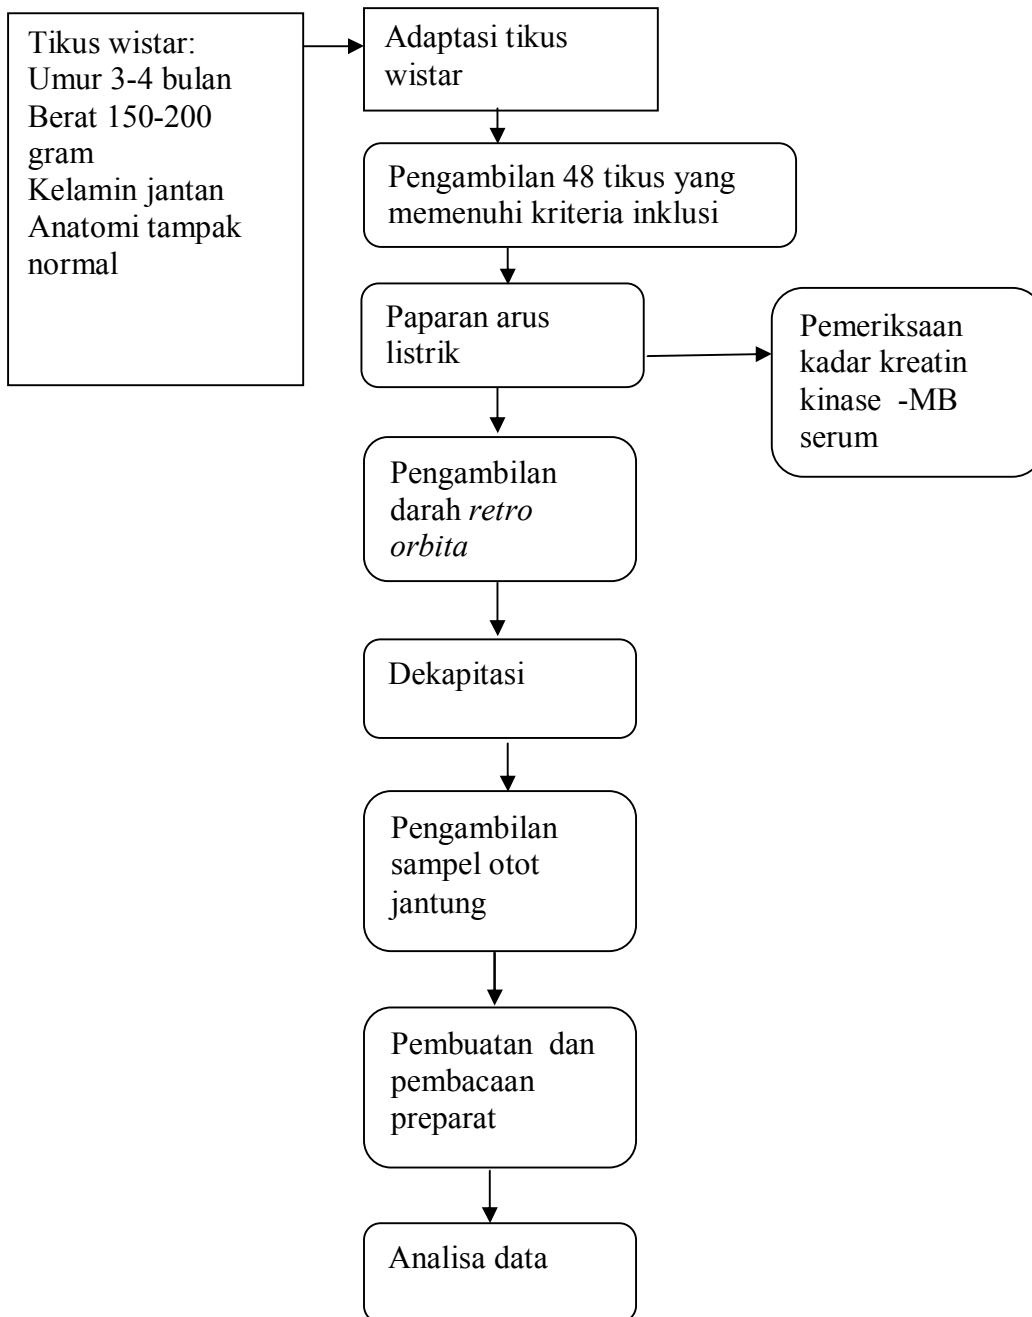 Tikus wistar:
Umur 3-4 bulan
Berat 150-200
gram
Kelamin jantan
Anatomi tampak
normal
Adaptasi tikus
wistar
Pengambilan 48 tikus yang
memenuhi kriteria inklusi
Paparan arus
listrik
Pemeriksaan
kadar kreatin
kinase -MB
serum
Pengambilan
darah retro
orbita
Dekapitasi
Pengambilan
sampel otot
jantung
Pembuatan dan
pembacaan
preparat
Analisa data